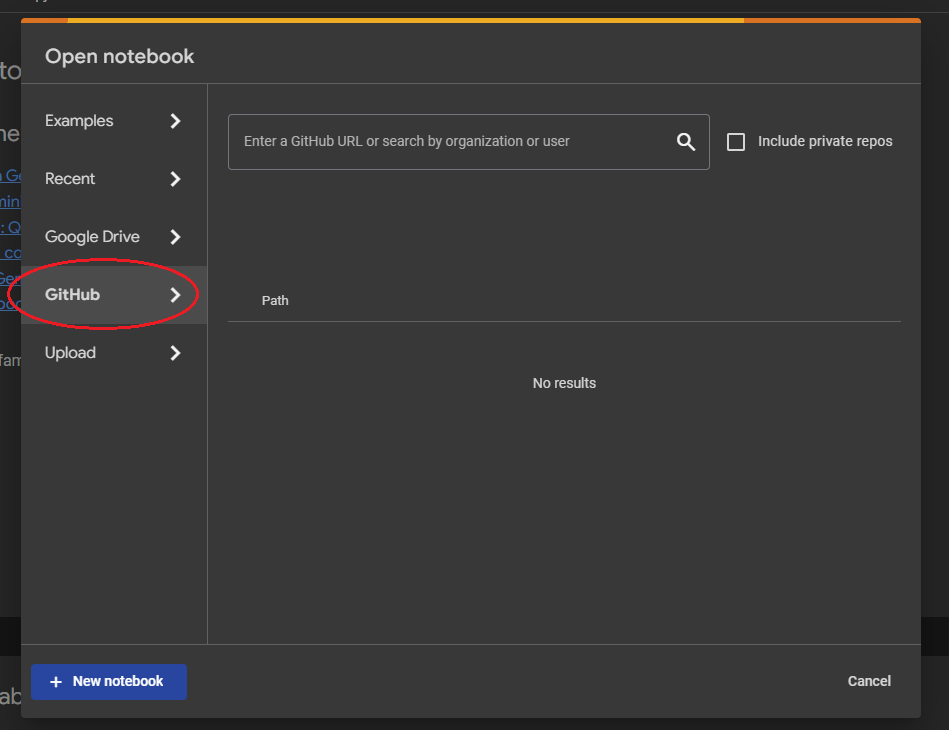 Open notebook
Examples
Recent
Google Drive
GitHub
Upload
Enter a GitHub URL or search by organization or user
Include private repos
Path
No results
+ New notebook
Cancel